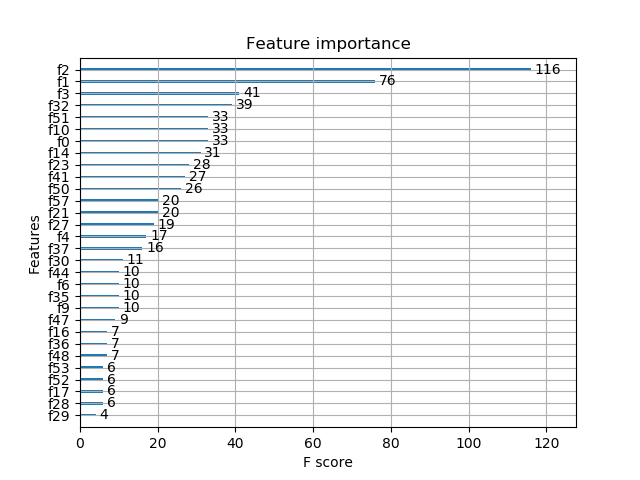 Feature importance
f2 116
f1 76
f3 41
f32 39
f51 33
f10 33
f0 33
f14 31
f23 28
f41 27
f50 26
f57 20
f21 20
f27 19
f4 17
f37 16
f30 11
f44 10
f6 10
f35 10
f9 10
f47 9
f16 7
f36 7
f48 7
f53 6
f52 6
f17 6
f28 6
f29 4
Features
0 20 40 60 80 100 120
F score